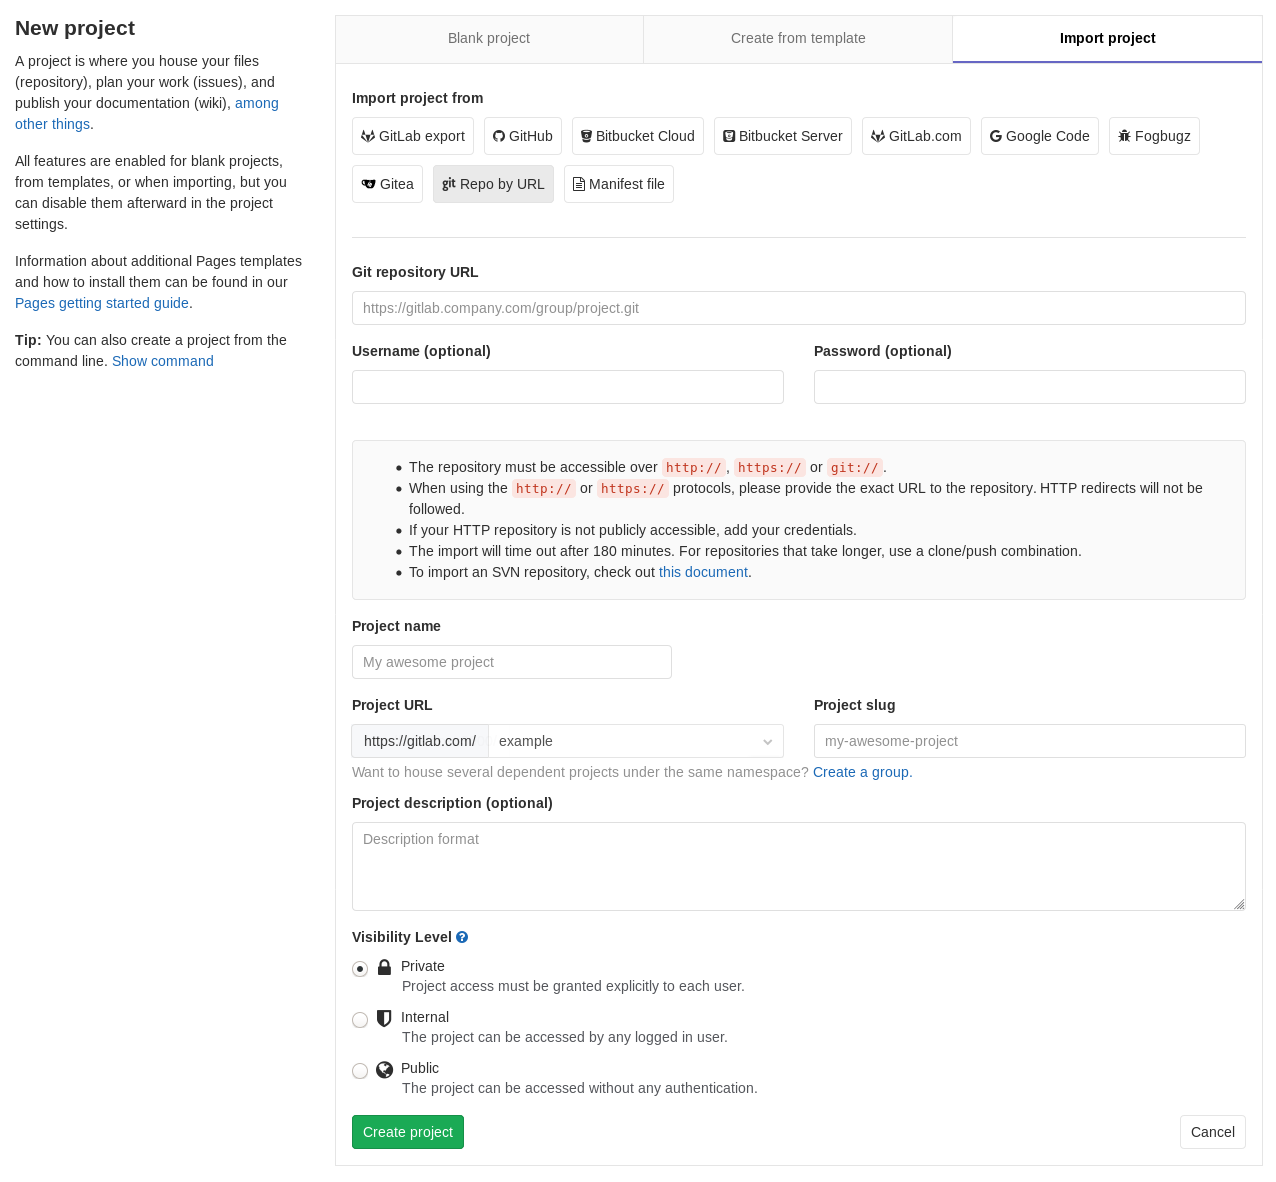 New project
A project is where you house your files
(repository), plan your work (issues), and
publish your documentation (wiki), among
other things.
All features are enabled for blank projects,
from templates, or when importing, but you
can disable them afterward in the project
settings.
Information about additional Pages templates
and how to install them can be found in our
Pages getting started guide.
Tip: You can also create a project from the
command line. Show command
Blank project
Create from template
Import project
Import project from
GitLab export
GitHub
Bitbucket Cloud
Bitbucket Server
GitLab.com
Google Code
Fogbugz
Gitea
git Repo by URL
Manifest file
Git repository URL
https://gitlab.company.com/group/project.git
Username (optional)
Password (optional)
• The repository must be accessible over http://, https:// or git://.
• When using the http:// or https:// protocols, please provide the exact URL to the repository. HTTP redirects will not be
followed.
• If your HTTP repository is not publicly accessible, add your credentials.
• The import will time out after 180 minutes. For repositories that take longer, use a clone/push combination.
• To import an SVN repository, check out this document.
Project name
My awesome project
Project URL
Project slug
https://gitlab.com/
example
my-awesome-project
Want to house several dependent projects under the same namespace? Create a group.
Project description (optional)
Description format
Visibility Level ?
Private
Project access must be granted explicitly to each user.
Internal
The project can be accessed by any logged in user.
Public
The project can be accessed without any authentication.
Create project
Cancel